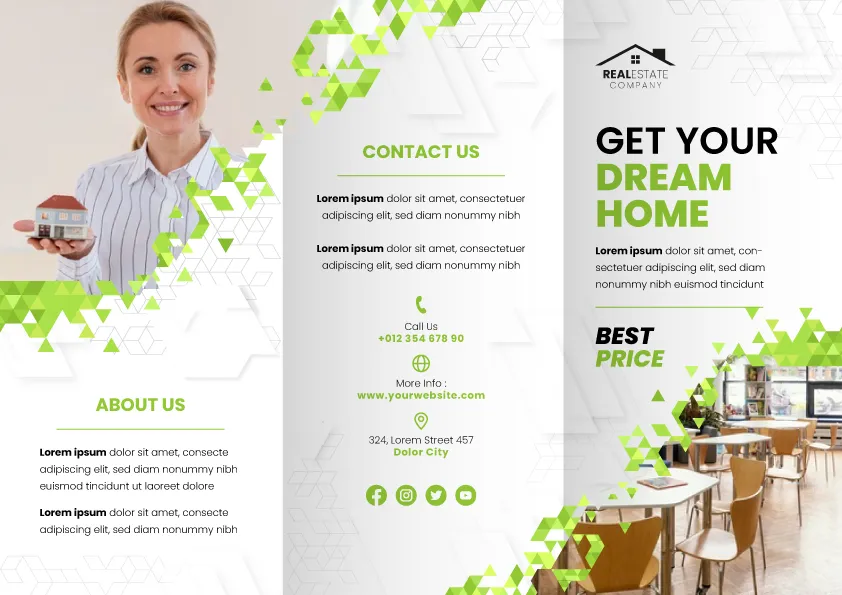 ABOUT US
Lorem ipsum dolor sit amet, consecte
adipiscing elit, sed diam nonummy nibh
euismod tincidunt ut laoreet dolore
Lorem ipsum dolor sit amet, consecte
adipiscing elit, sed diam nonummy nibh
CONTACT US
Lorem ipsum dolor sit amet, consectetuer
adipiscing elit, sed diam nonummy nibh
Lorem ipsum dolor sit amet, consectetuer
adipiscing elit, sed diam nonummy nibh
Call Us
+012 354 678 90
More Info :
www.yourwebsite.com
324, Lorem Street 457
Dolor City
REALESTATE
COMPANY
GET YOUR
DREAM
HOME
Lorem ipsum dolor sit amet, con-
sectetuer adipiscing elit, sed diam
nonummy nibh euismod tincidunt
BEST
PRICE